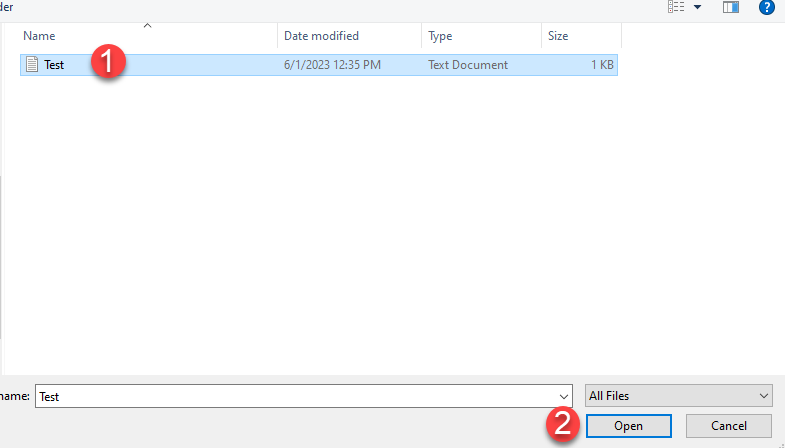 der
Name Date modified Type Size
Test 1 6/1/2023 12:35 PM Text Document 1 KB
name: Test All Files
2 Open Cancel